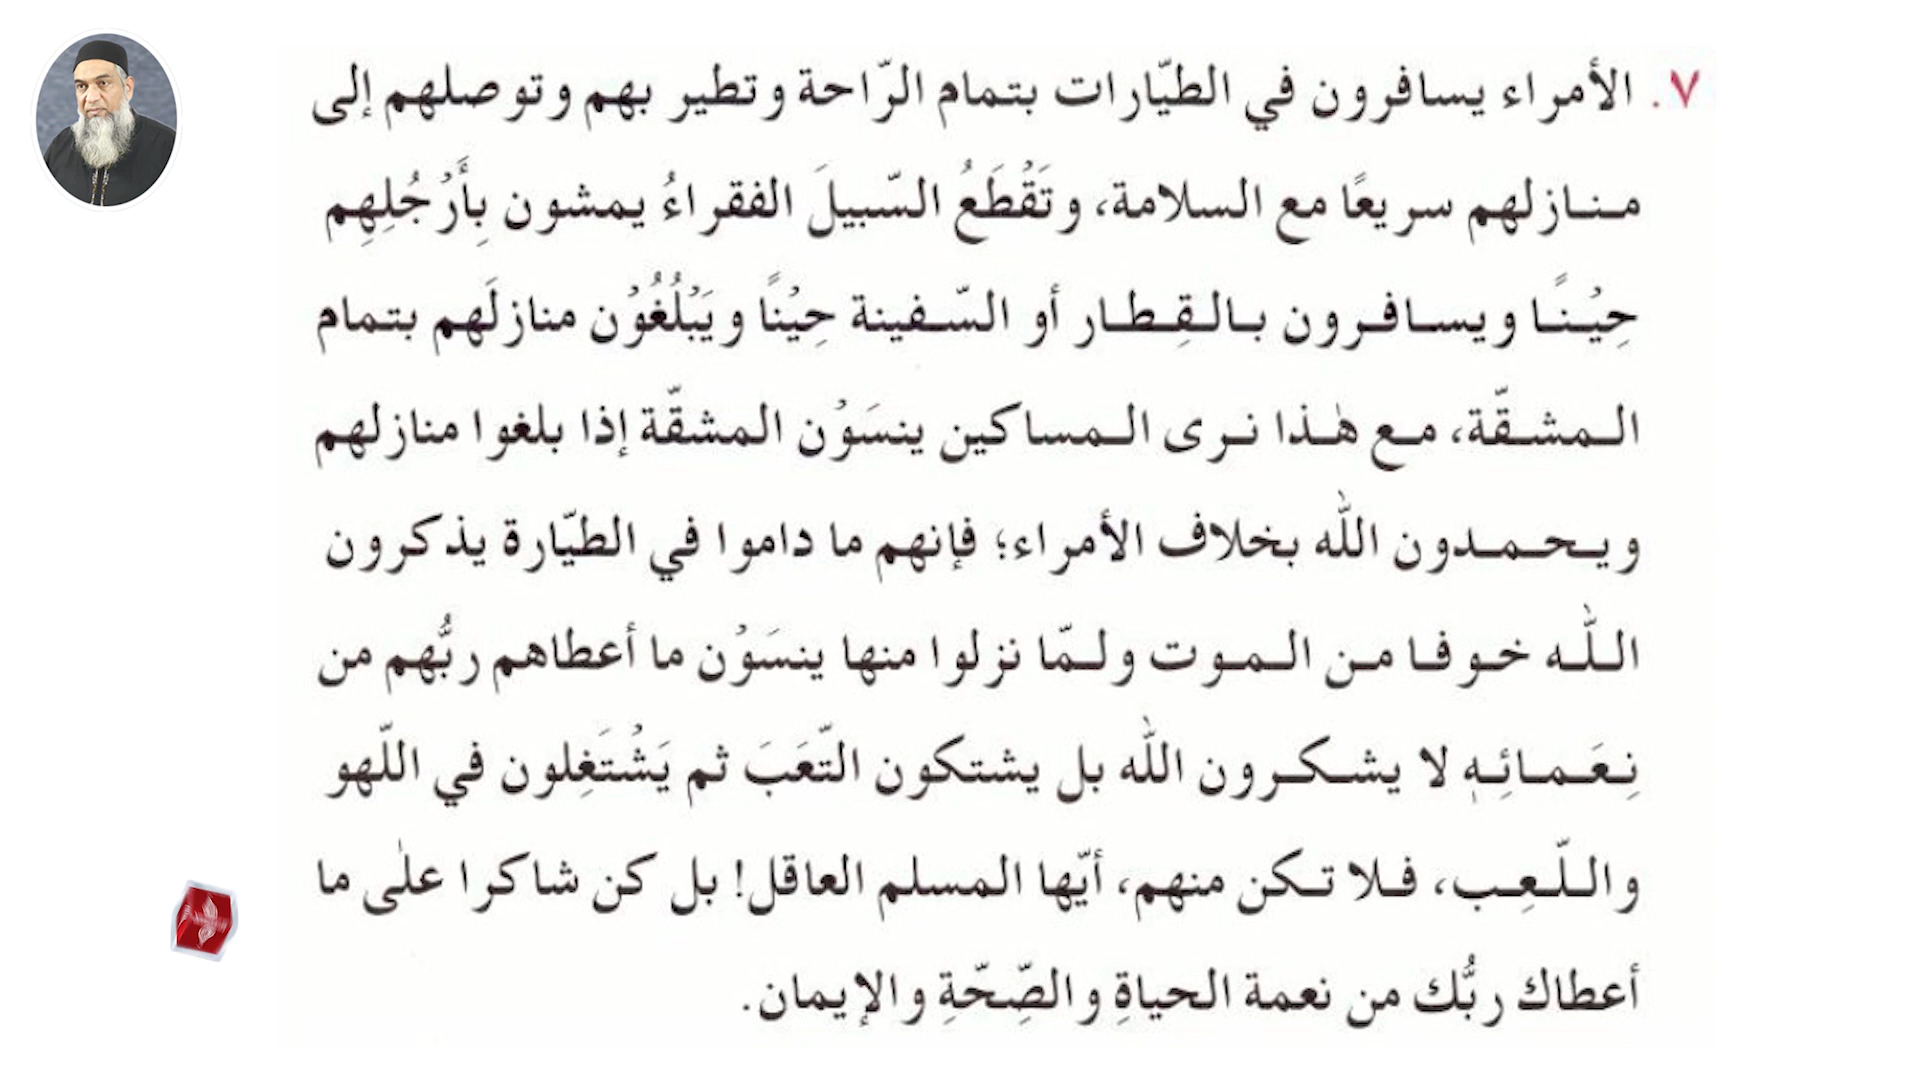 ٧. الأمراء يسافرون في الطيّارات بتمام الرّاحة وتطير بهم وتوصلهم إلى
منازلهم سريعًا مع السلامة، وتَقْطَعُ السّبيلَ الفقراءُ يمشون بِأَرْجُلِهِم
حِيْنًا ويسافرون بالقِطار أو السّفينة حِيْنًا ويَبْلُغُوْن منازلَهم بتمام
المشقّة، مع هٰذا نرى المساكين ينسَوْن المشقّة إذا بلغوا منازلهم
ويحمدون اللّٰه بخلاف الأمراء؛ فإنهم ما داموا في الطيّارة يذكرون
اللّٰه خوفا من الموت ولمّا نزلوا منها ينسَوْن ما أعطاهم ربُّهم من
نِعَمائِهٖ لا يشكرون اللّٰه بل يشتكون التّعَبَ ثم يَشْتَغِلون في اللّهو
واللّعِب، فلا تكن منهم، أيّها المسلم العاقل! بل كن شاكرا علٰى ما
أعطاك ربُّك من نعمة الحياةِ والصِّحّةِ والإيمان.